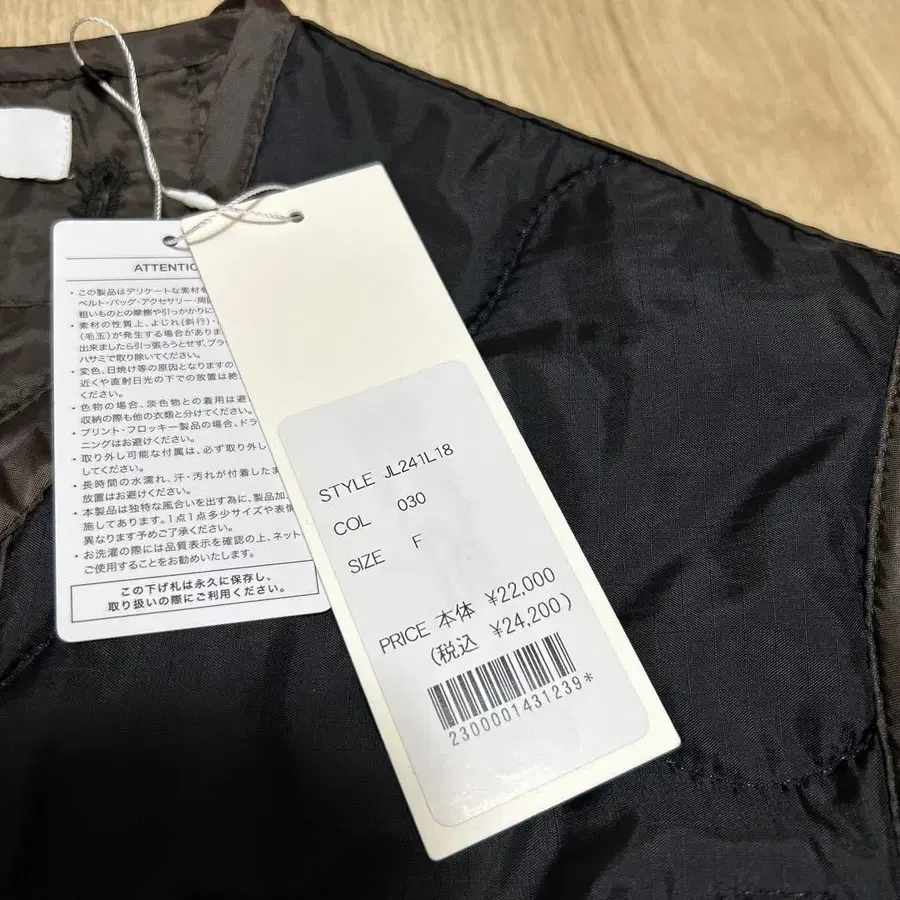 ATTENTIO
・この製品はデリケートな素材を
ベルト・バッグ・アクセサリー・周
粗いものとの摩擦や引っかかりに
・素材の性質上、よじれ(斜行)・
(毛玉)が発生する場合があり
出来ましたら引っ張ろうとせず、ブラ
ハサミで取り除いてください。
・変色、日焼け等の原因となりますの
近くや直射日光の下での放置は絶
ください。
・色物の場合、淡色物との着用は避
収納の際も他の衣類と分けてください。
・プリント・フロッキー製品の場合、ドラ
ニングはお避けください。
・取り外し可能な付属は、必ず取り外し
してください。
・長時間の水濡れ、汗・汚れが付着したま
放置はお避けください。
・本製品は独特な風合いを出す為に、製品加
施してあります。1点1点多少サイズや表情
異なります予めご了承ください。
・お洗濯の際には品質表示を確認の上、ネット
ご使用することをお勧めいたします。
この下げ札は永久に保存し、
取り扱いの際にご利用ください。
STYLE JL241L18
COL 030
SIZE F
PRICE 本体 ¥22,000
(税込 ¥24,200)
2300001431239*